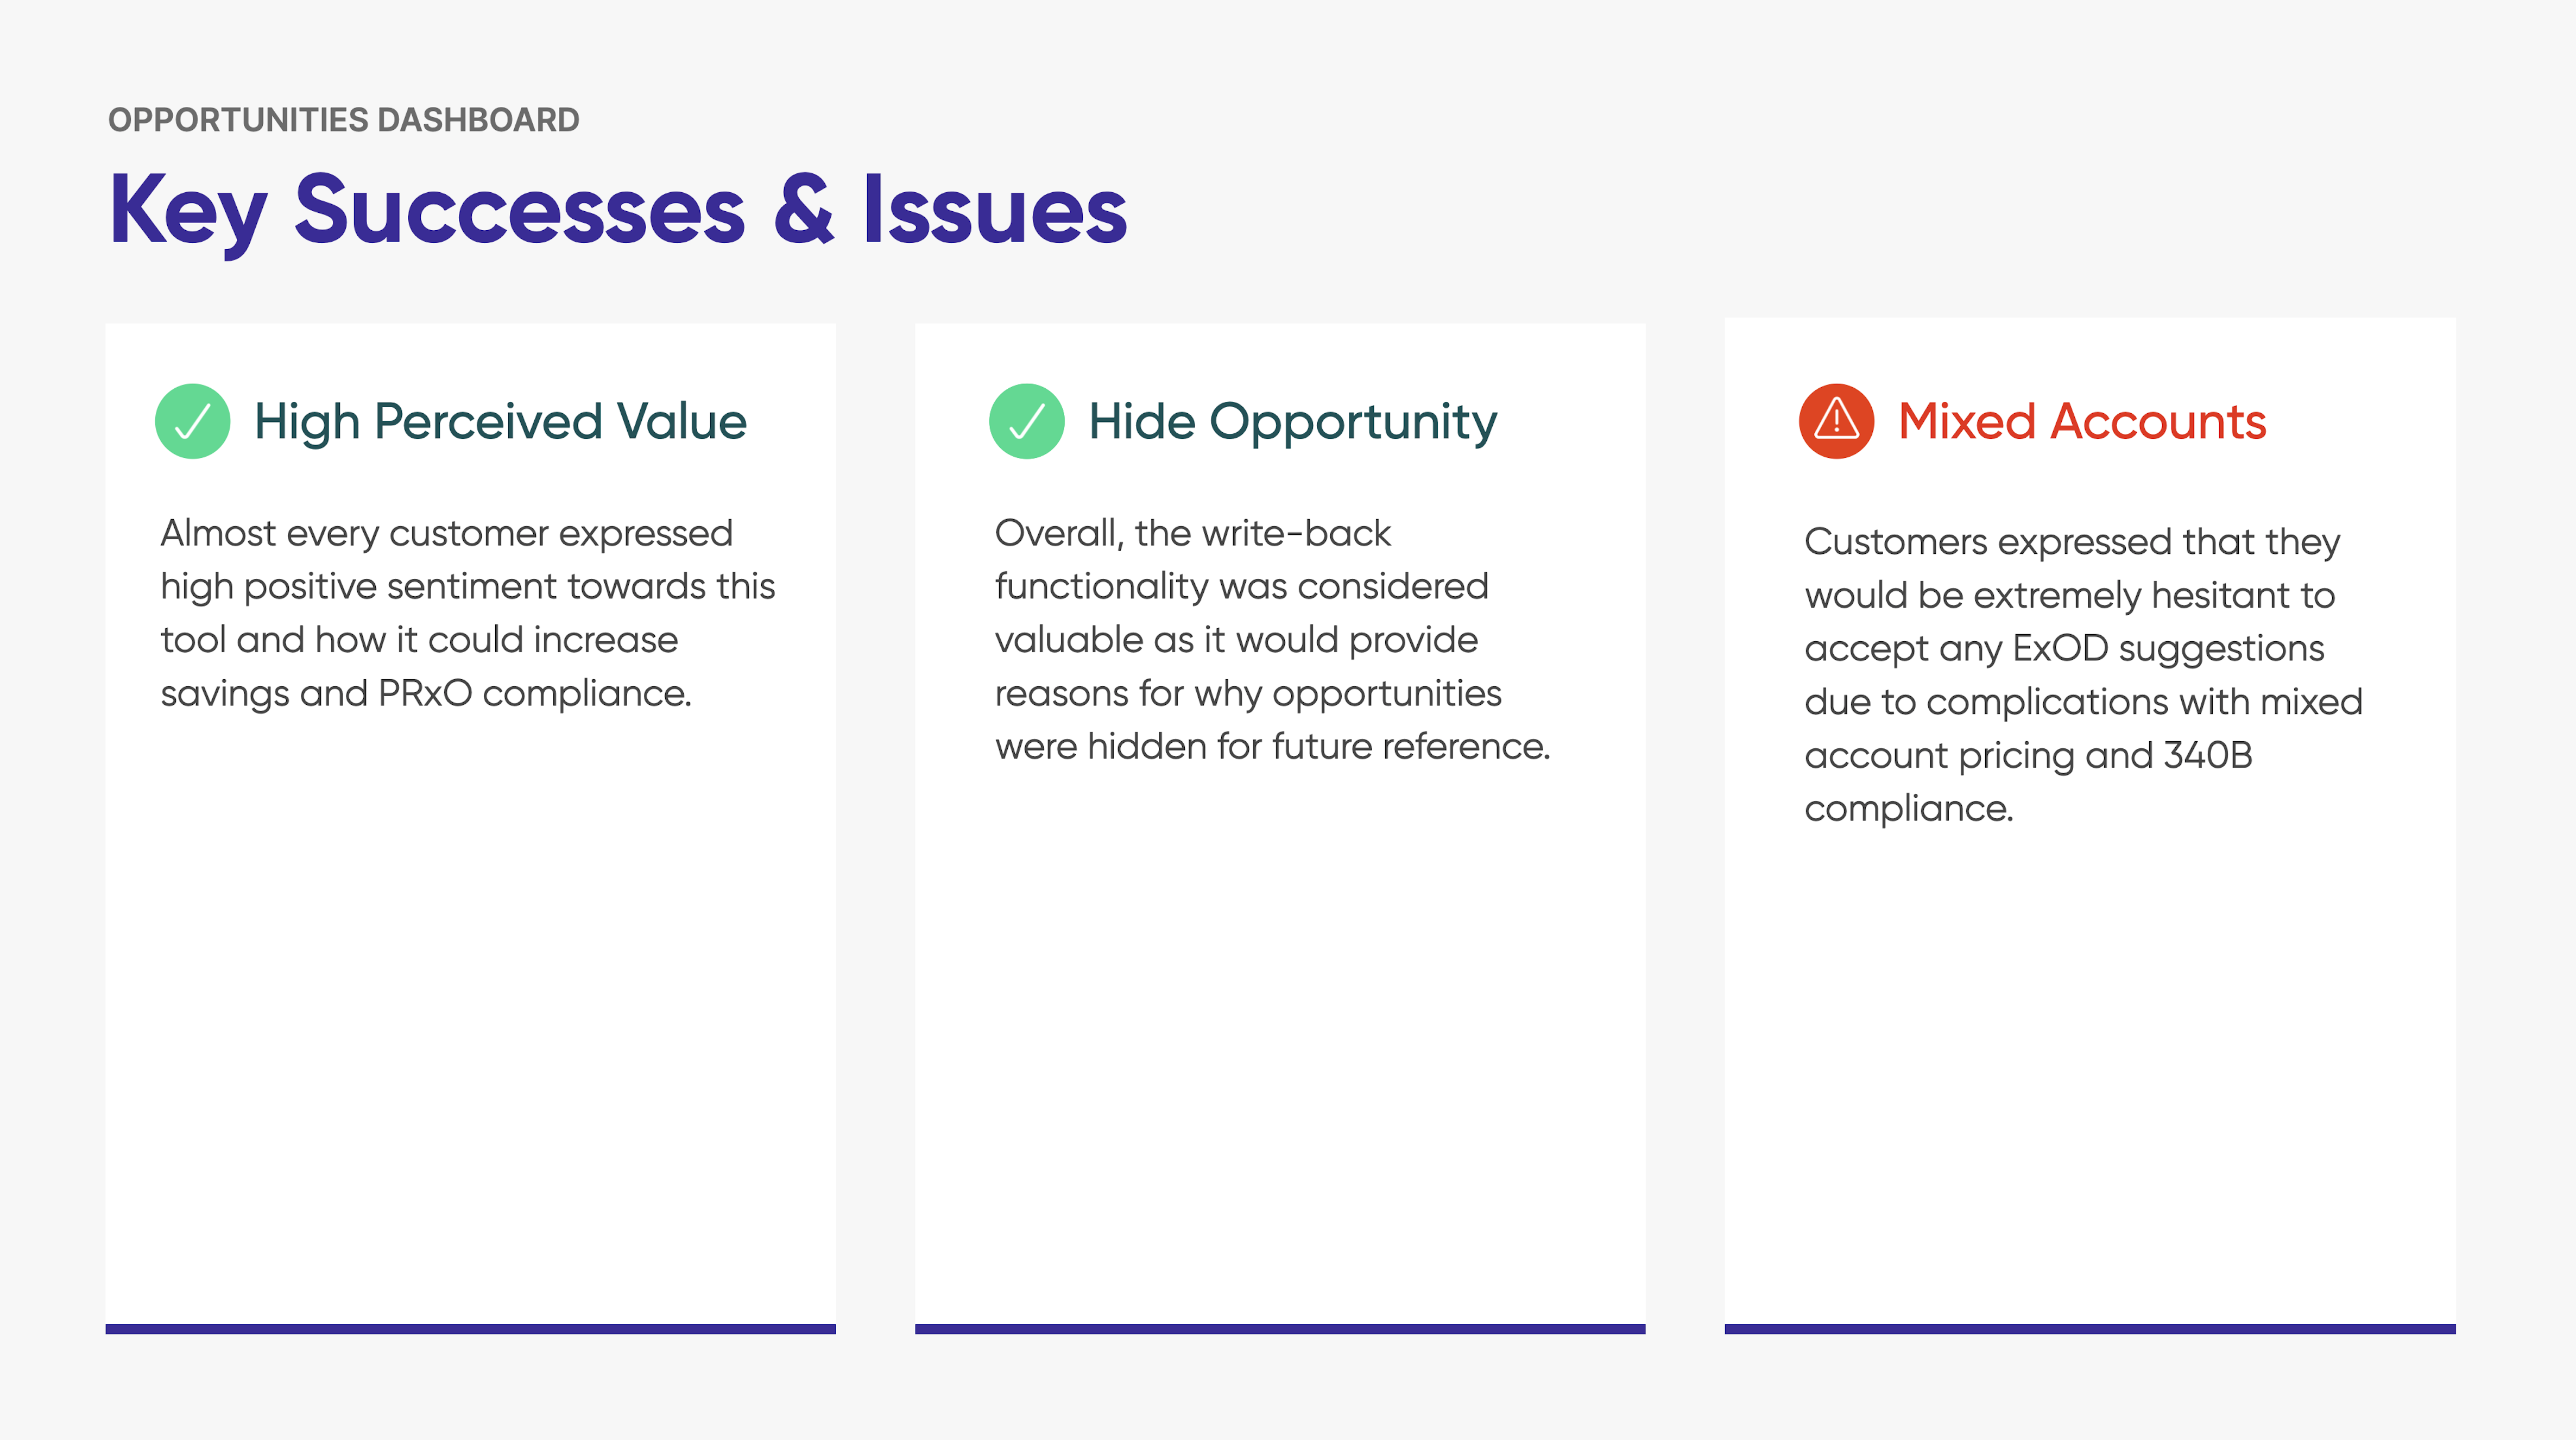 OPPORTUNITIES DASHBOARD
Key Successes & Issues
High Perceived Value
Almost every customer expressed
high positive sentiment towards this
tool and how it could increase
savings and PRxO compliance.
Hide Opportunity
Overall, the write-back
functionality was considered
valuable as it would provide
reasons for why opportunities
were hidden for future reference.
Mixed Accounts
Customers expressed that they
would be extremely hesitant to
accept any ExOD suggestions
due to complications with mixed
account pricing and 340B
compliance.